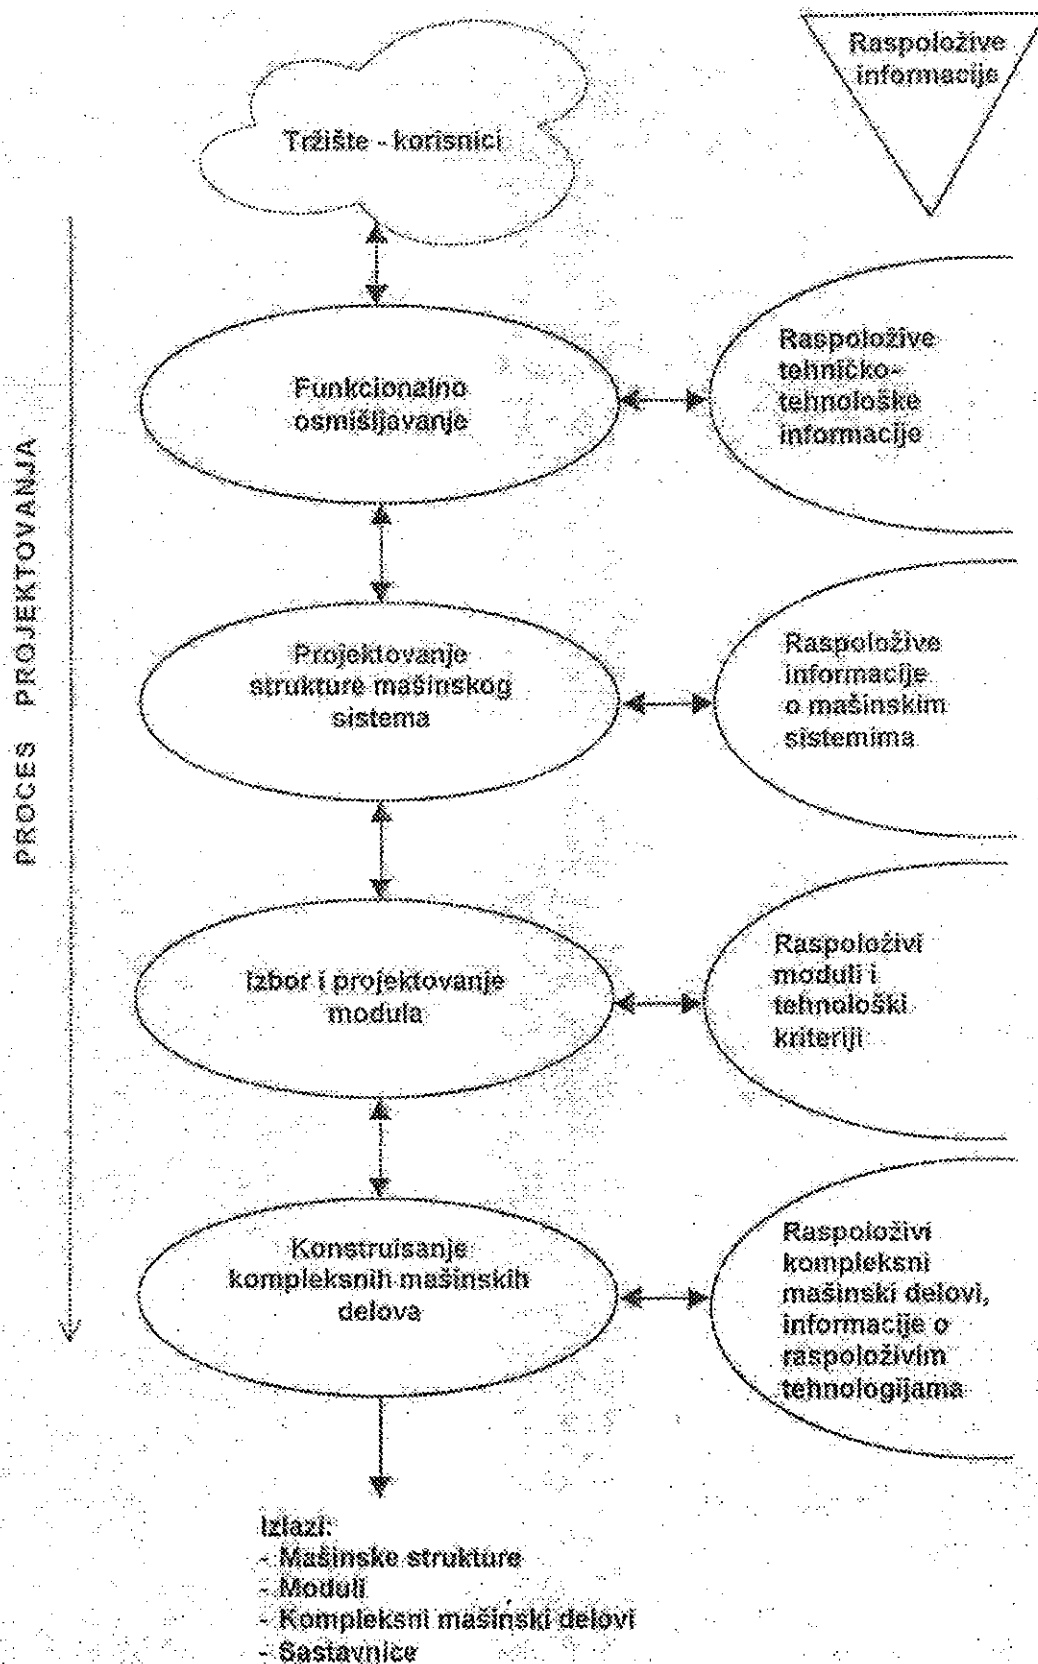 Raspoložive
informacije
Tržište - korisnici
PROCES PROJEKTOVANJA
Funkcionalno
osmišljavanje
Raspoložive
tehničko-
tehnološke
informacije
Projektovanje
strukture mašinskog
sistema
Raspoložive
informacije
o mašinskim
sistemima
Izbor i projektovanje
modula
Raspoloživi
moduli i
tehnološki
kriteriji
Konstruisanje
kompleksnih mašinskih
delova
Raspoloživi
kompleksni
mašinski delovi,
informacije o
raspoloživim
tehnologijama
Izlazi:
- Mašinske strukture
- Moduli
- Kompleksni mašinski delovi
- Sastavnice